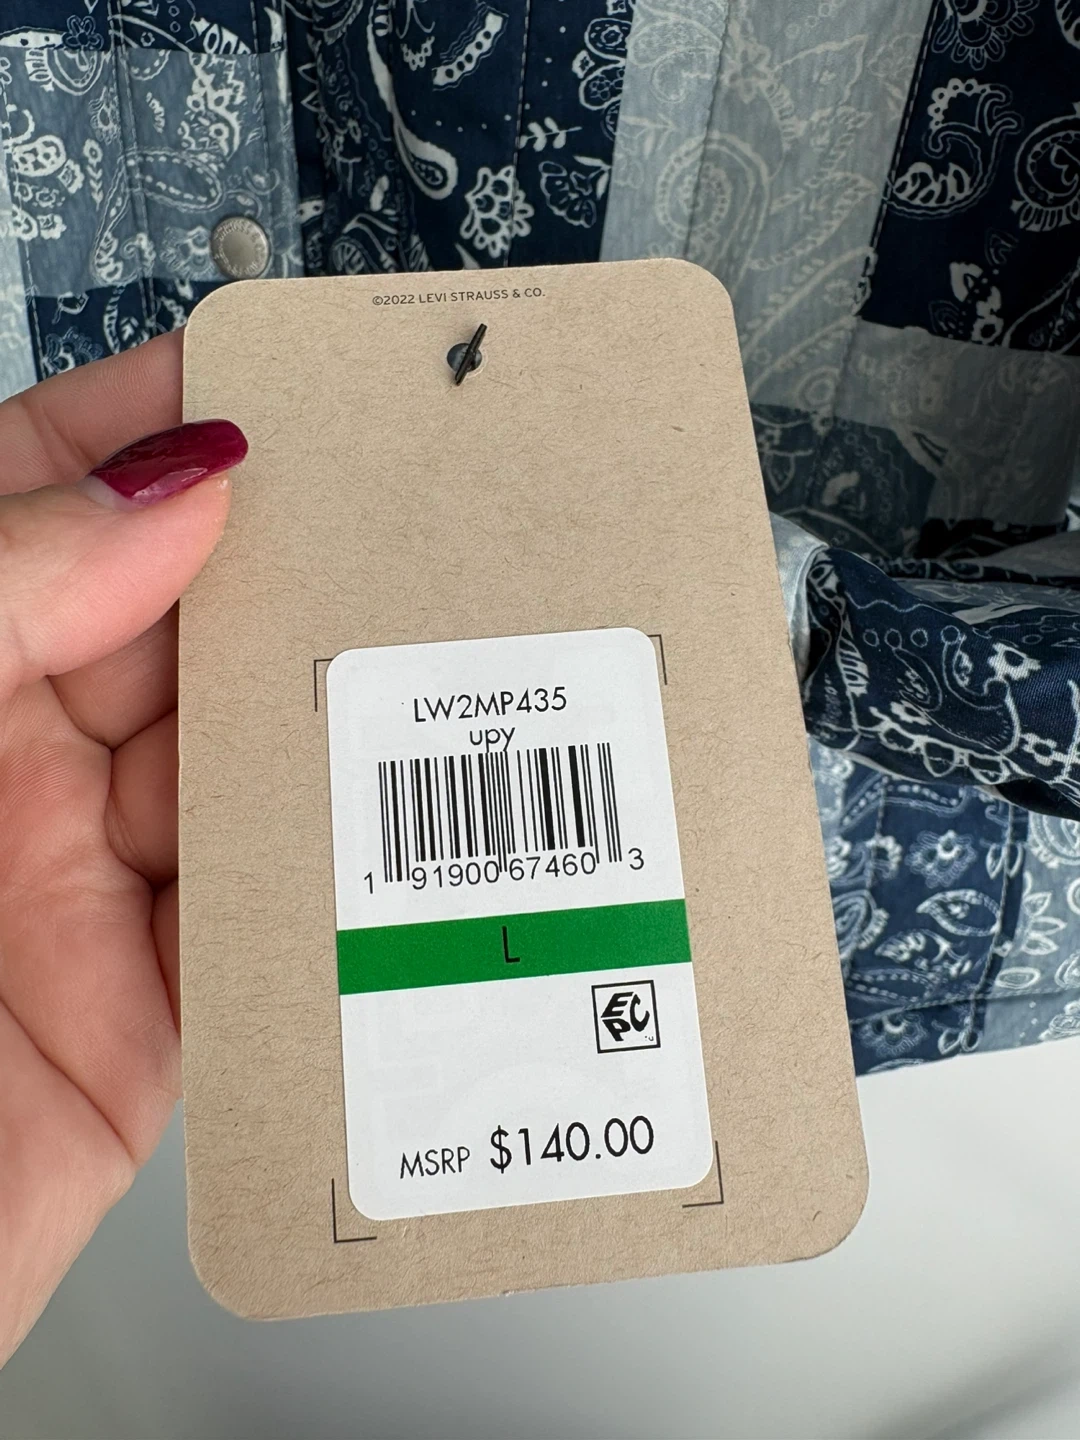 ©2022 LEVI STRAUSS & CO.
LW2MP435
upy
1 91900 67460 3
L
EPC
MSRP $140.00